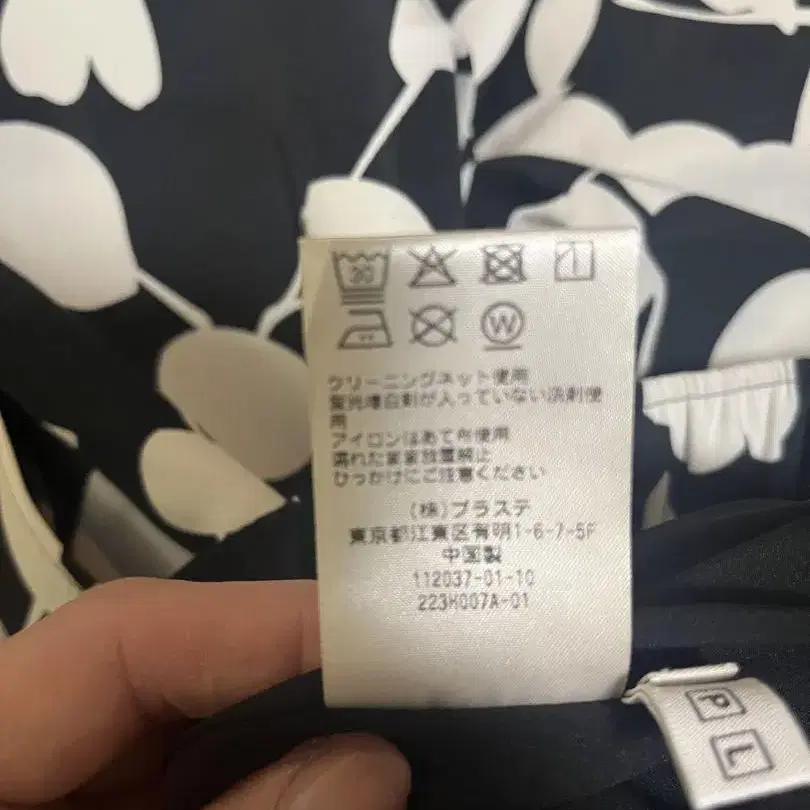 30
W
クリーニングネット使用
蛍光増白剤が入っていない洗剤使
用
アイロンはあて布使用
濡れたまま放置禁止
ひっかけにご注意ください
(株)プラステ
東京都江東区有明1-6-7-5F
中国製
112037-01-10
223H007A-01
P
L